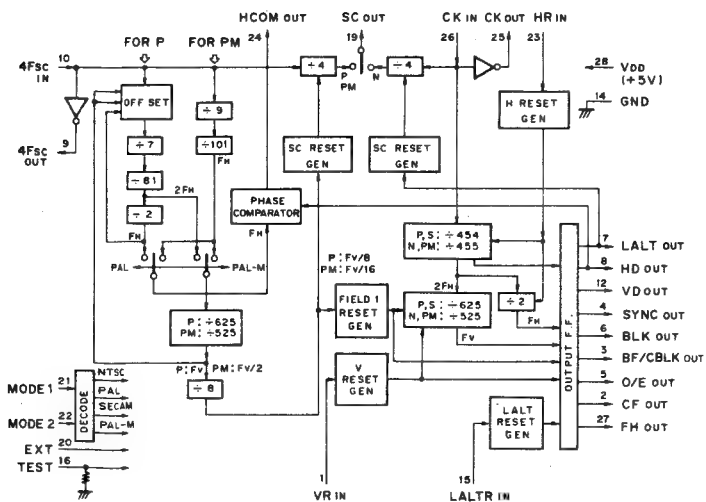 HCOM OUT
24
SC OUT
19
CK IN
26
CK OUT
25
HR IN
23
FOR P
FOR PM
4FSC IN
10
÷4
P
PM
N
÷4
28
VDD
(+5V)
14
GND
OFF SET
÷9
H RESET GEN
9
4FSC OUT
÷7
÷101
FH
SC RESET GEN
SC RESET GEN
÷81
2FH
÷2
FH
PHASE COMPARATOR
FH
P,S: ÷454
N,PM: ÷455
PAL
PAL-M
P: FV/8
PM: FV/16
2FH
÷2
FH
P: ÷625
PM: ÷525
FIELD 1 RESET GEN
P,S: ÷625
N,PM: ÷525
FV
P: FV
PM: FV/2
÷8
V RESET GEN
OUTPUT F.F.
7
LALT OUT
8
HD OUT
12
VD OUT
4
SYNC OUT
6
BLK OUT
3
BF/CBLK OUT
5
O/E OUT
2
CF OUT
27
FH OUT
MODE 1
21
MODE 2
22
DECODE
NTSC
PAL
SECAM
PAL-M
EXT
20
TEST
16
LALT RESET GEN
1
VR IN
15
LALTR IN